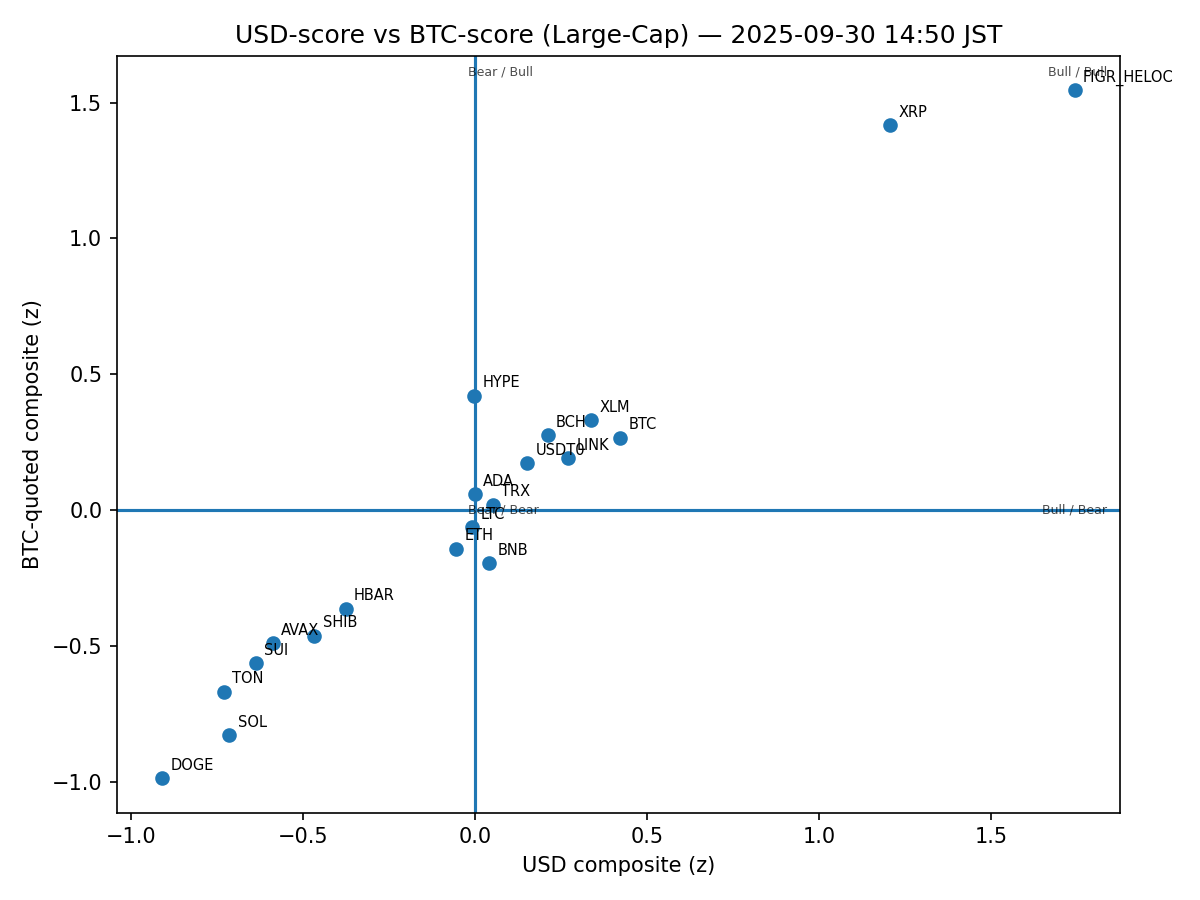 USD-score vs BTC-score (Large-Cap) — 2025-09-30 14:50 JST
Bear / Bull
Bull / Bull
FIGR_HELOC
1.5
XRP
1.0
BTC-quoted composite (z)
0.5
HYPE
XLM
BCH
BTC
LINK
USDT0
ADA
TRX
0.0
Bear / Bear
Bull / Bear
LTC
ETH
BNB
HBAR
SHIB
AVAX
−0.5
SUI
TON
SOL
DOGE
−1.0
−1.0
−0.5
0.0
0.5
1.0
1.5
USD composite (z)